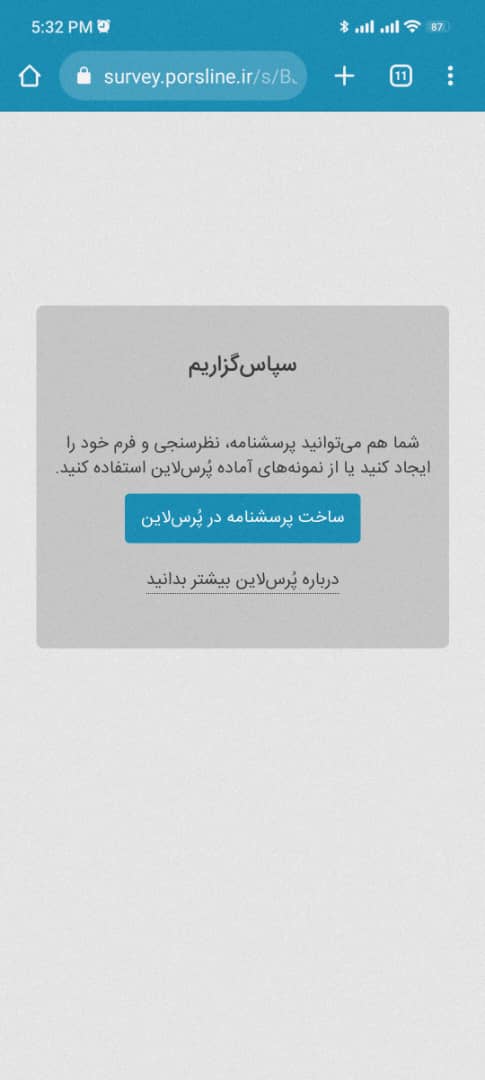 5:32 PM
87
survey.porsline.ir/s/B
11
سپاس‌گزاریم
شما هم می‌توانید پرسشنامه، نظرسنجی و فرم خود را
ایجاد کنید یا از نمونه‌های آماده پُرس‌لاین استفاده کنید.
ساخت پرسشنامه در پُرس‌لاین
درباره پُرس‌لاین بیشتر بدانید